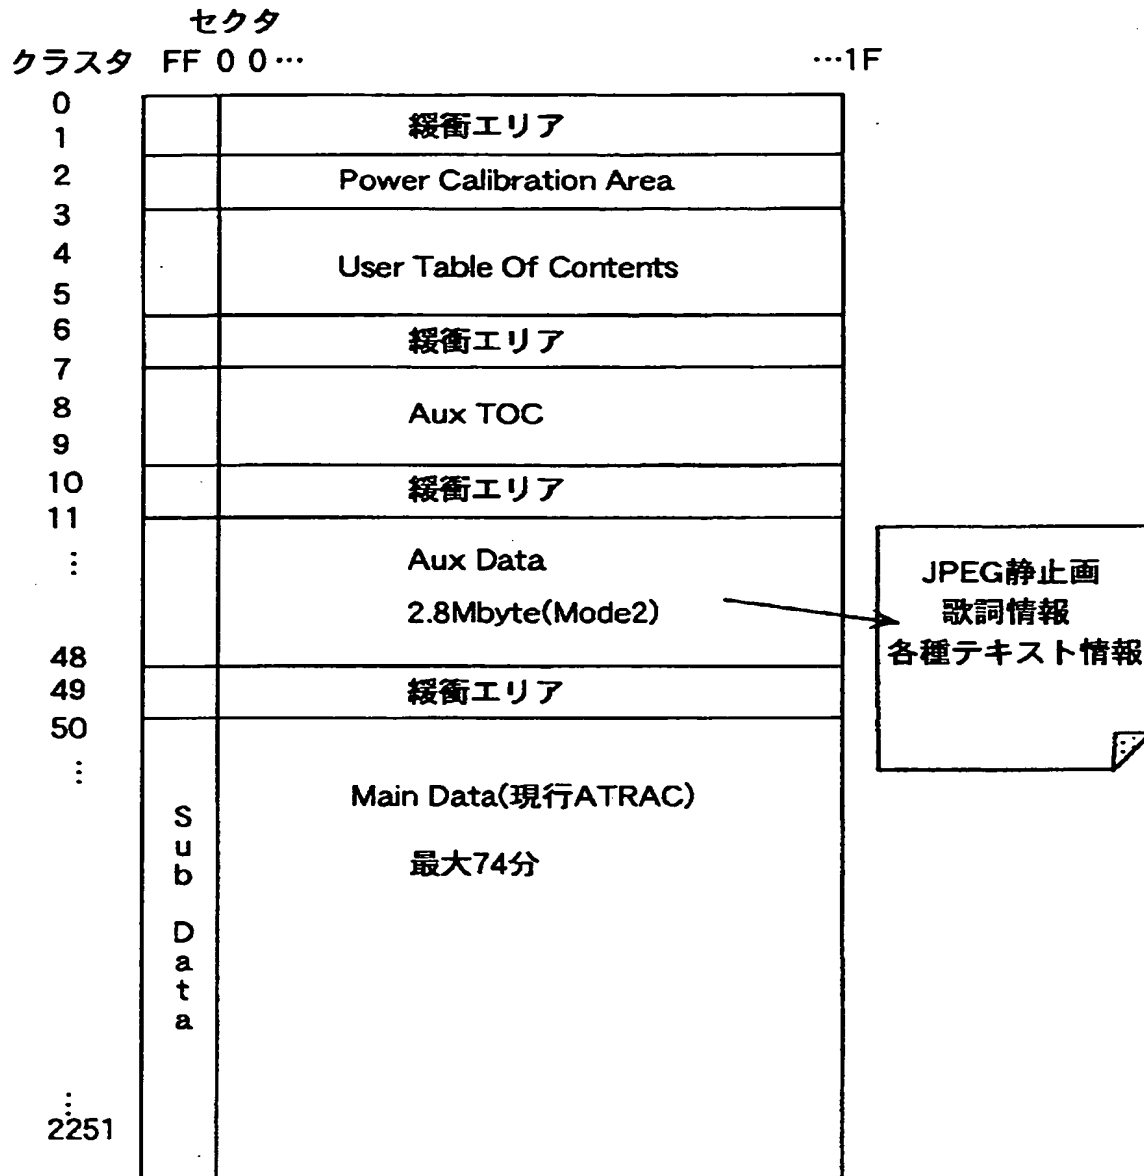 セクタ
クラスタ FF 0 0… …1F
0
1
緩衝エリア
2
Power Calibration Area
3
4
User Table Of Contents
5
6
緩衝エリア
7
8
Aux TOC
9
10
緩衝エリア
11
Aux Data
⋮
2.8Mbyte(Mode2)
JPEG静止画
歌詞情報
各種テキスト情報
48
49
緩衝エリア
50
⋮
Main Data(現行ATRAC)
最大74分
Sub Data
⋮
2251